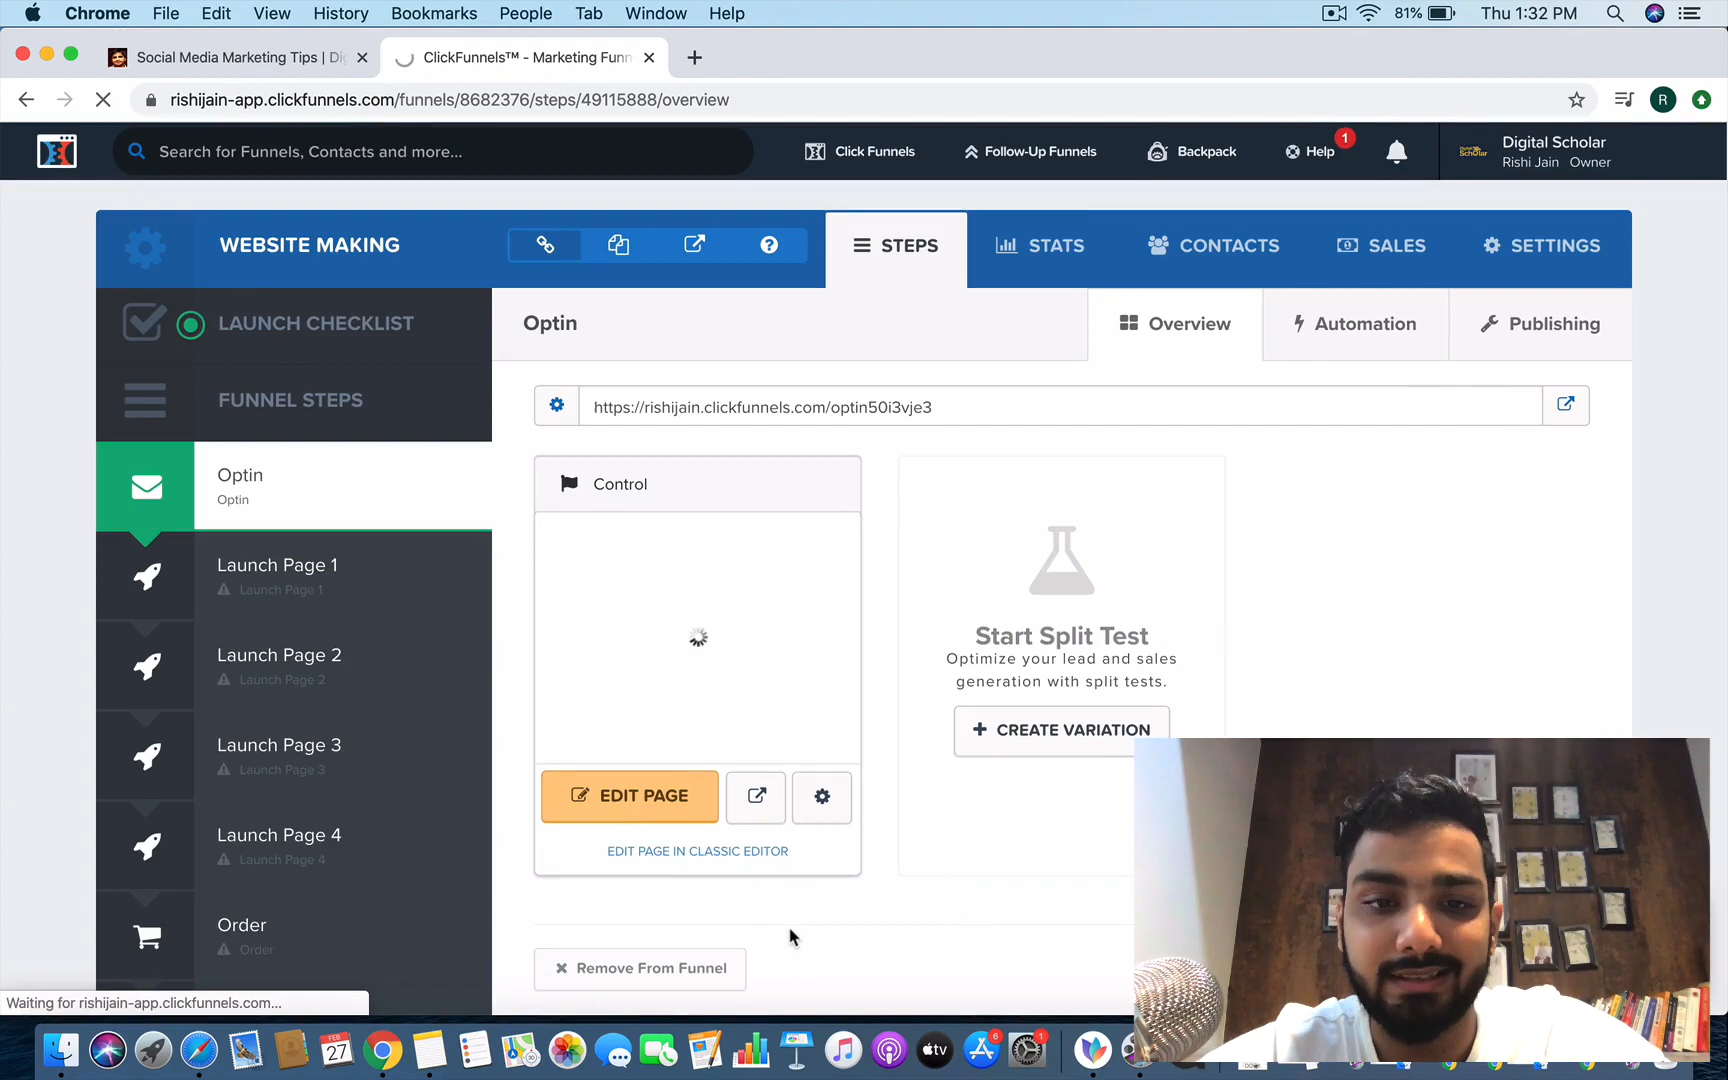 Chrome File Edit View History Bookmarks People Tab Window Help 81% Thu 1:32 PM
Social Media Marketing Tips | Dig
ClickFunnels™ - Marketing Funn
rishijain-app.clickfunnels.com/funnels/8682376/steps/49115888/overview
R
Search for Funnels, Contacts and more...
Click Funnels
Follow-Up Funnels
Backpack
Help
1
Digital Scholar
Rishi Jain Owner
WEBSITE MAKING
STEPS
STATS
CONTACTS
SALES
SETTINGS
LAUNCH CHECKLIST
Optin
Overview
Automation
Publishing
FUNNEL STEPS
https://rishijain.clickfunnels.com/optin50i3vje3
Optin
Optin
Control
Launch Page 1
Launch Page 1
Launch Page 2
Launch Page 2
Start Split Test
Optimize your lead and sales
generation with split tests.
CREATE VARIATION
Launch Page 3
Launch Page 3
EDIT PAGE
Launch Page 4
Launch Page 4
EDIT PAGE IN CLASSIC EDITOR
Order
Order
Remove From Funnel
Waiting for rishijain-app.clickfunnels.com...
FEB
27
tv
6
1